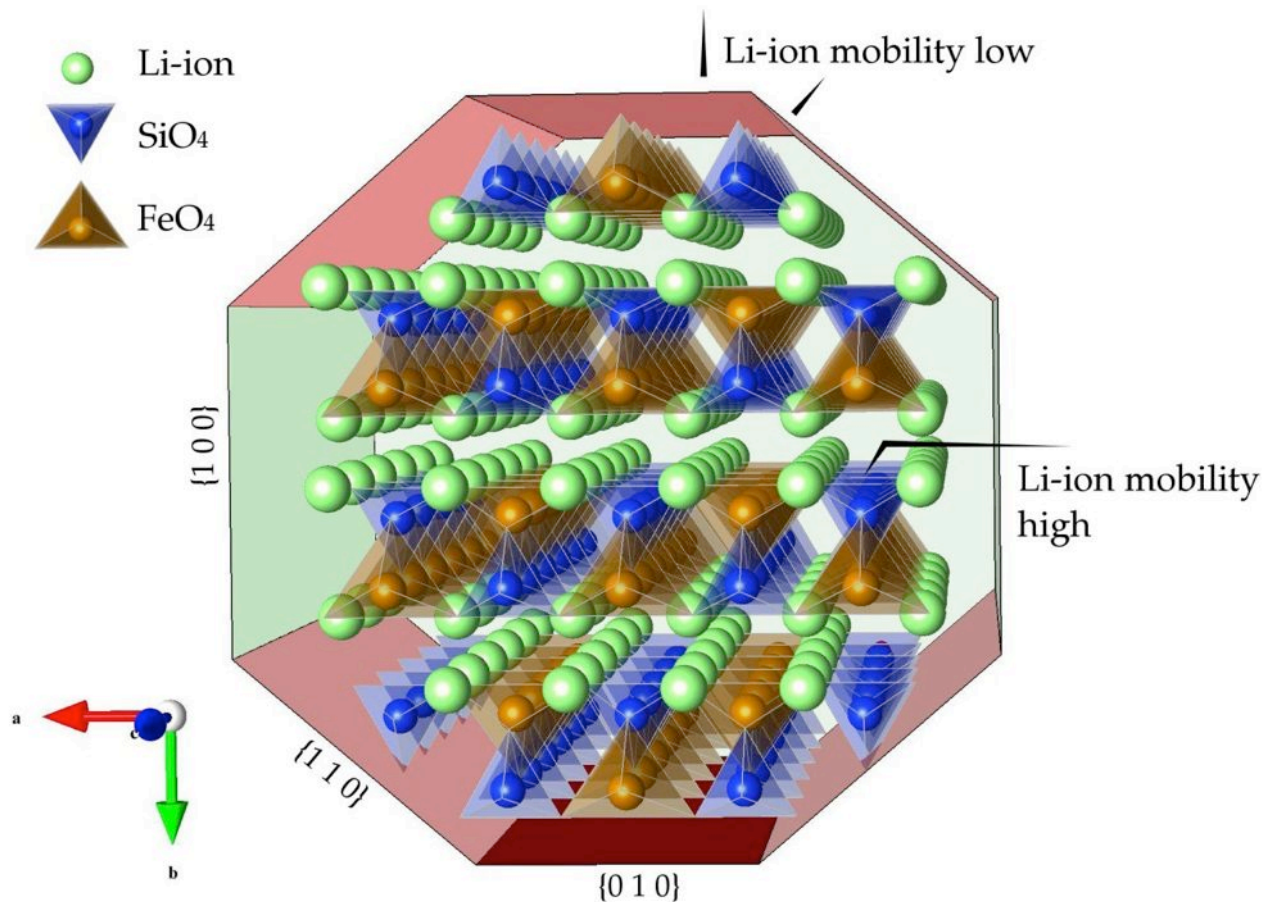 Li-ion
SiO₄
FeO₄
Li-ion mobility low
{1 0 0}
Li-ion mobility
high
a
c
b
{1 1 0}
{0 1 0}